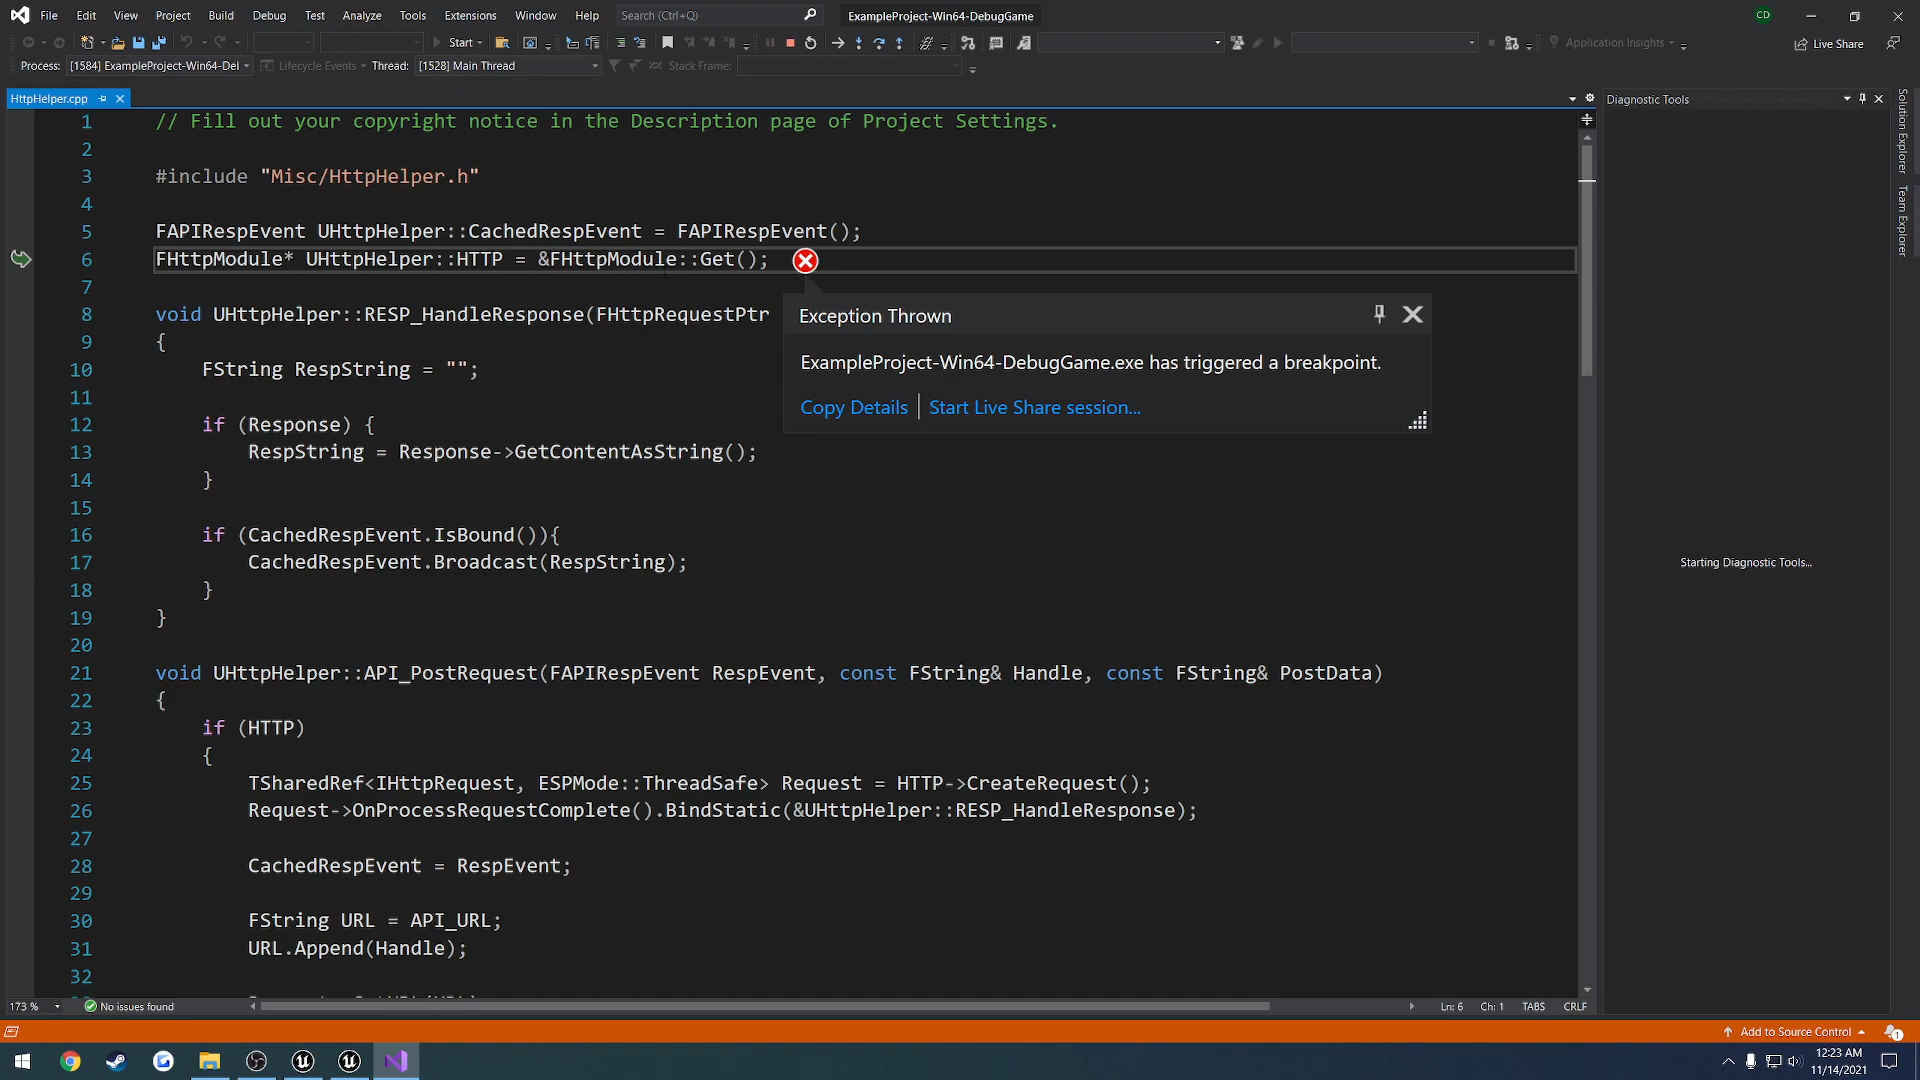 File Edit View Project Build Debug Test Analyze Tools Extensions Window Help Search (Ctrl+Q) ExampleProject-Win64-DebugGame CD
Start Application Insights Live Share
Process: [1584] ExampleProject-Win64-Del Lifecycle Events Thread: [1528] Main Thread Stack Frame:
HttpHelper.cpp
Diagnostic Tools
Solution Explorer
Team Explorer
1 // Fill out your copyright notice in the Description page of Project Settings.
2
3 #include "Misc/HttpHelper.h"
4
5 FAPIRespEvent UHttpHelper::CachedRespEvent = FAPIRespEvent();
6 FHttpModule* UHttpHelper::HTTP = &FHttpModule::Get();
7
8 void UHttpHelper::RESP_HandleResponse(FHttpRequestPtr
9 {
10 FString RespString = "";
11
12 if (Response) {
13 RespString = Response->GetContentAsString();
14 }
15
16 if (CachedRespEvent.IsBound()){
17 CachedRespEvent.Broadcast(RespString);
18 }
19 }
20
21 void UHttpHelper::API_PostRequest(FAPIRespEvent RespEvent, const FString& Handle, const FString& PostData)
22 {
23 if (HTTP)
24 {
25 TSharedRef<IHttpRequest, ESPMode::ThreadSafe> Request = HTTP->CreateRequest();
26 Request->OnProcessRequestComplete().BindStatic(&UHttpHelper::RESP_HandleResponse);
27
28 CachedRespEvent = RespEvent;
29
30 FString URL = API_URL;
31 URL.Append(Handle);
32
Exception Thrown
ExampleProject-Win64-DebugGame.exe has triggered a breakpoint.
Copy Details | Start Live Share session...
Starting Diagnostic Tools...
173 % No issues found Ln: 6 Ch: 1 TABS CRLF
Add to Source Control 1
12:23 AM
11/14/2021